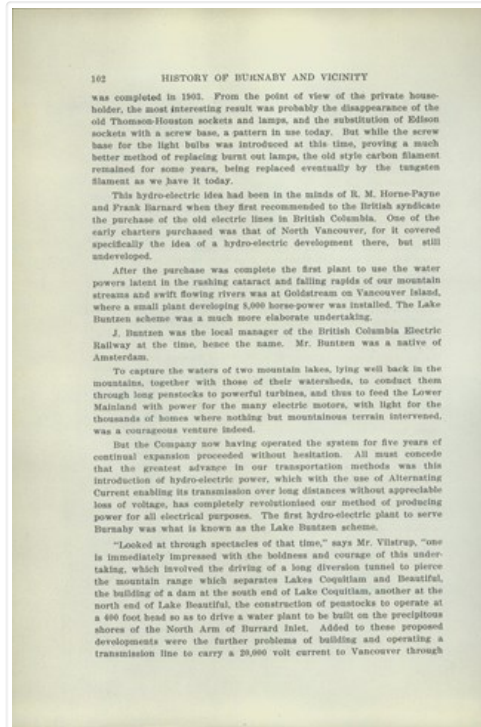 102 HISTORY OF BURNABY AND VICINITY
was completed in 1903. From the point of view of the private house-
holder, the most interesting result was probably the disappearance of the
old Thomson-Houston sockets and lamps, and the substitution of Edison
sockets with a screw base, a pattern in use today. But while the screw
base for the light bulbs was introduced at this time, proving a much
better method of replacing burnt out lamps, the old style carbon filament
remained for some years, being replaced eventually by the tungsten
filament as we have it today.
This hydro-electric idea had been in the minds of R. M. Horne-Payne
and Frank Barnard when they first recommended to the British syndicate
the purchase of the old electric lines in British Columbia. One of the
early charters purchased was that of North Vancouver, for it covered
specifically the idea of a hydro-electric development there, but still
undeveloped.
After the purchase was complete the first plant to use the water
powers latent in the rushing cataract and falling rapids of our mountain
streams and swift flowing rivers was at Goldstream on Vancouver Island,
where a small plant developing 5,000 horse-power was installed. The Lake
Buntzen scheme was a much more elaborate undertaking.
J. Buntzen was the local manager of the British Columbia Electric
Railway at the time, hence the name. Mr. Buntzen was a native of
Amsterdam.
To capture the waters of two mountain lakes, lying well back in the
mountains, together with those of their watersheds, to conduct them
through long penstocks to powerful turbines, and thus to feed the Lower
Mainland with power for the many electric motors, with light for the
thousands of homes where nothing but mountainous terrain intervened,
was a courageous venture indeed.
But the Company now having operated the system for five years of
continual expansion proceeded without hesitation. All must concede
that the greatest advance in our transportation methods was this
introduction of hydro-electric power, which with the use of Alternating
Current enabling its transmission over long distances without appreciable
loss of voltage, has completely revolutionised our method of producing
power for all electrical purposes. The first hydro-electric plant to serve
Burnaby was what is known as the Lake Buntzen scheme.
"Looked at through spectacles of that time," says Mr. Vilstrup, "one
is immediately impressed with the boldness and courage of this under-
taking, which involved the driving of a long diversion tunnel to pierce
the mountain range which separates Lakes Coquitlam and Beautiful,
the building of a dam at the south end of Lake Coquitlam, another at the
north end of Lake Beautiful, the construction of penstocks to operate at
a 400 foot head so as to drive a water plant to be built on the precipitous
shores of the North Arm of Burrard Inlet. Added to these proposed
developments were the further problems of building and operating a
transmission line to carry a 20,000 volt current to Vancouver through